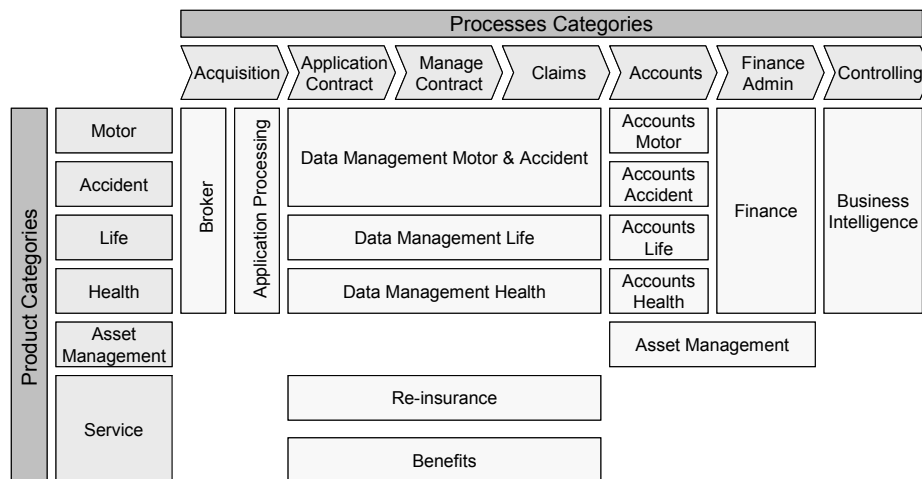 Processes Categories
Acquisition
Application
Contract
Manage
Contract
Claims
Accounts
Finance
Admin
Controlling
Product Categories
Motor
Accident
Life
Health
Asset
Management
Service
Broker
Application Processing
Data Management Motor & Accident
Data Management Life
Data Management Health
Accounts
Motor
Accounts
Accident
Accounts
Life
Accounts
Health
Finance
Business
Intelligence
Asset Management
Re-insurance
Benefits